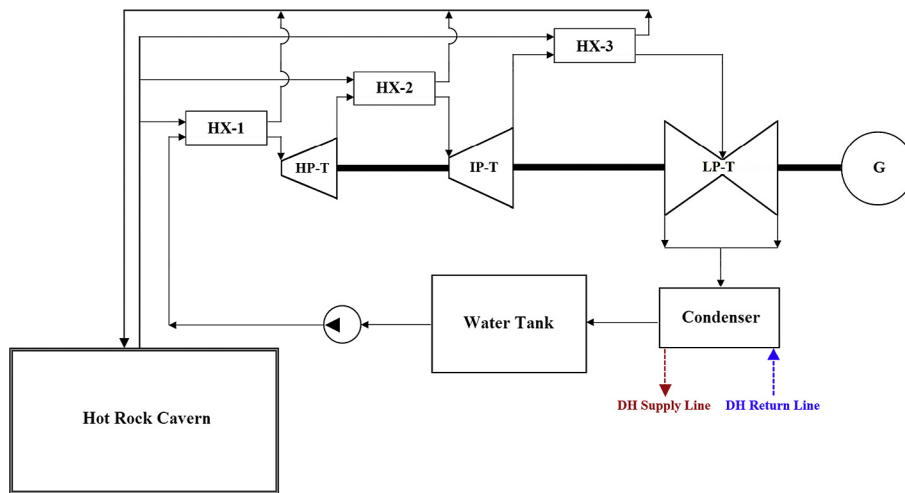 HX-3
HX-2
HX-1
HP-T
IP-T
LP-T
G
Water Tank
Condenser
DH Supply Line
DH Return Line
Hot Rock Cavern